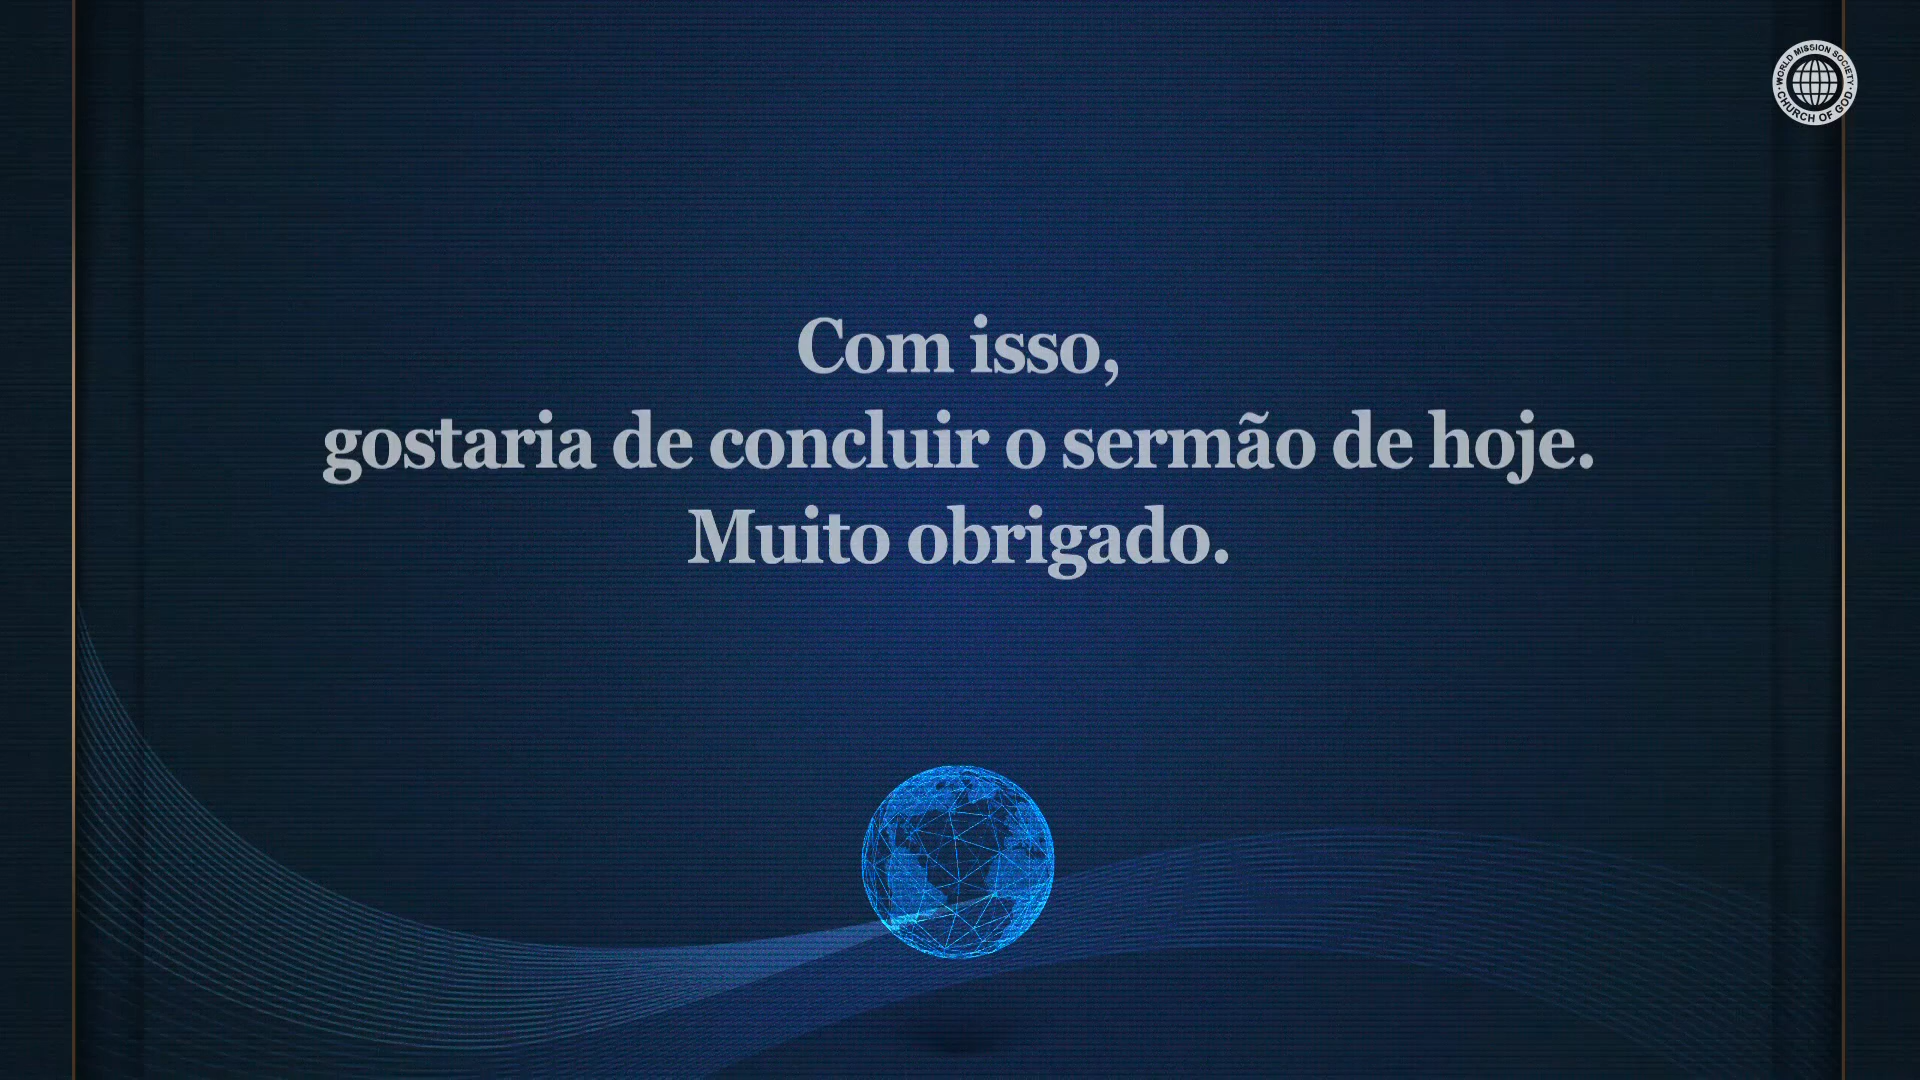 WORLD MISSION SOCIETY
CHURCH OF GOD
Com isso,
gostaria de concluir o sermão de hoje.
Muito obrigado.